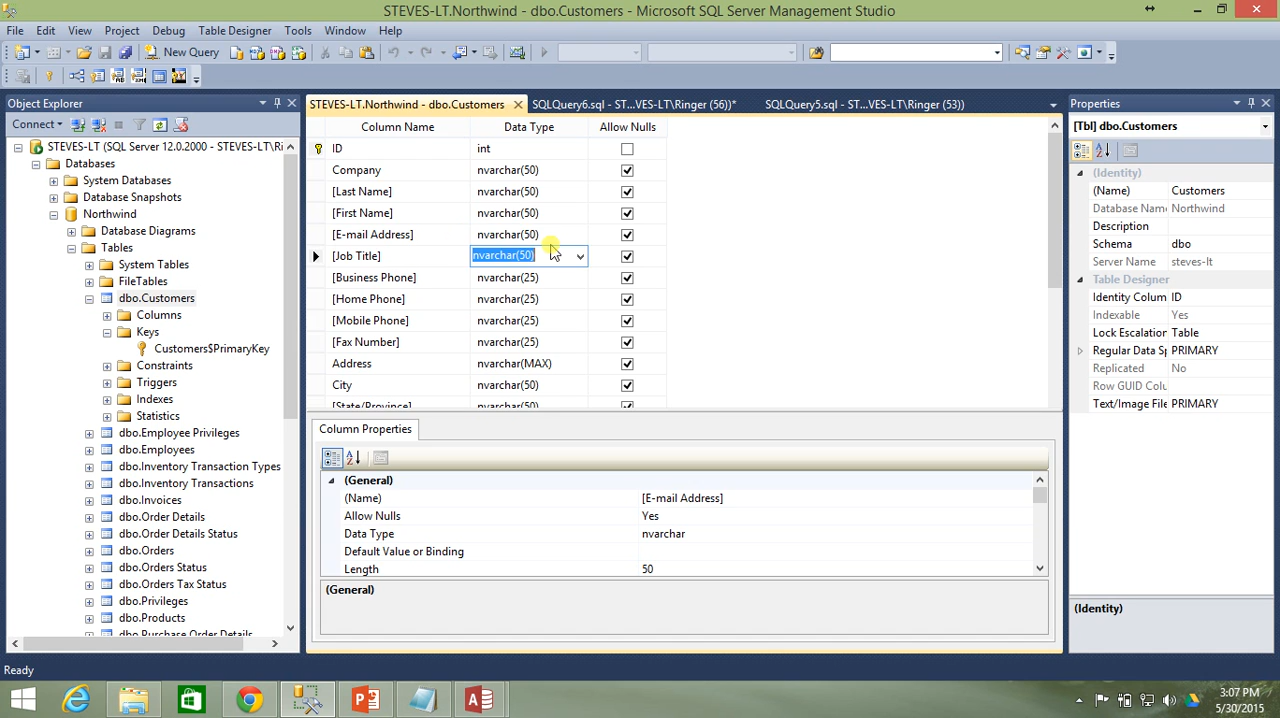 STEVES-LT.Northwind - dbo.Customers - Microsoft SQL Server Management Studio
File Edit View Project Debug Table Designer Tools Window Help
New Query
Object Explorer
Connect
STEVES-LT (SQL Server 12.0.2000 - STEVES-LT\Ri
Databases
System Databases
Database Snapshots
Northwind
Database Diagrams
Tables
System Tables
FileTables
dbo.Customers
Columns
Keys
Customers$PrimaryKey
Constraints
Triggers
Indexes
Statistics
dbo.Employee Privileges
dbo.Employees
dbo.Inventory Transaction Types
dbo.Inventory Transactions
dbo.Invoices
dbo.Order Details
dbo.Order Details Status
dbo.Orders
dbo.Orders Status
dbo.Orders Tax Status
dbo.Privileges
dbo.Products
dbo.Purchase Order Details
STEVES-LT.Northwind - dbo.Customers SQLQuery6.sql - ST...VES-LT\Ringer (56))* SQLQuery5.sql - ST...VES-LT\Ringer (53))
Column Name Data Type Allow Nulls
ID int
Company nvarchar(50)
[Last Name] nvarchar(50)
[First Name] nvarchar(50)
[E-mail Address] nvarchar(50)
[Job Title] nvarchar(50)
[Business Phone] nvarchar(25)
[Home Phone] nvarchar(25)
[Mobile Phone] nvarchar(25)
[Fax Number] nvarchar(25)
Address nvarchar(MAX)
City nvarchar(50)
[State/Province] nvarchar(50)
Column Properties
(General)
(Name) [E-mail Address]
Allow Nulls Yes
Data Type nvarchar
Default Value or Binding
Length 50
(General)
Properties
[Tbl] dbo.Customers
(Identity)
(Name) Customers
Database Name Northwind
Description
Schema dbo
Server Name steves-lt
Table Designer
Identity Colum ID
Indexable Yes
Lock Escalation Table
Regular Data Sp PRIMARY
Replicated No
Row GUID Colu
Text/Image File PRIMARY
(Identity)
Ready
3:07 PM
5/30/2015